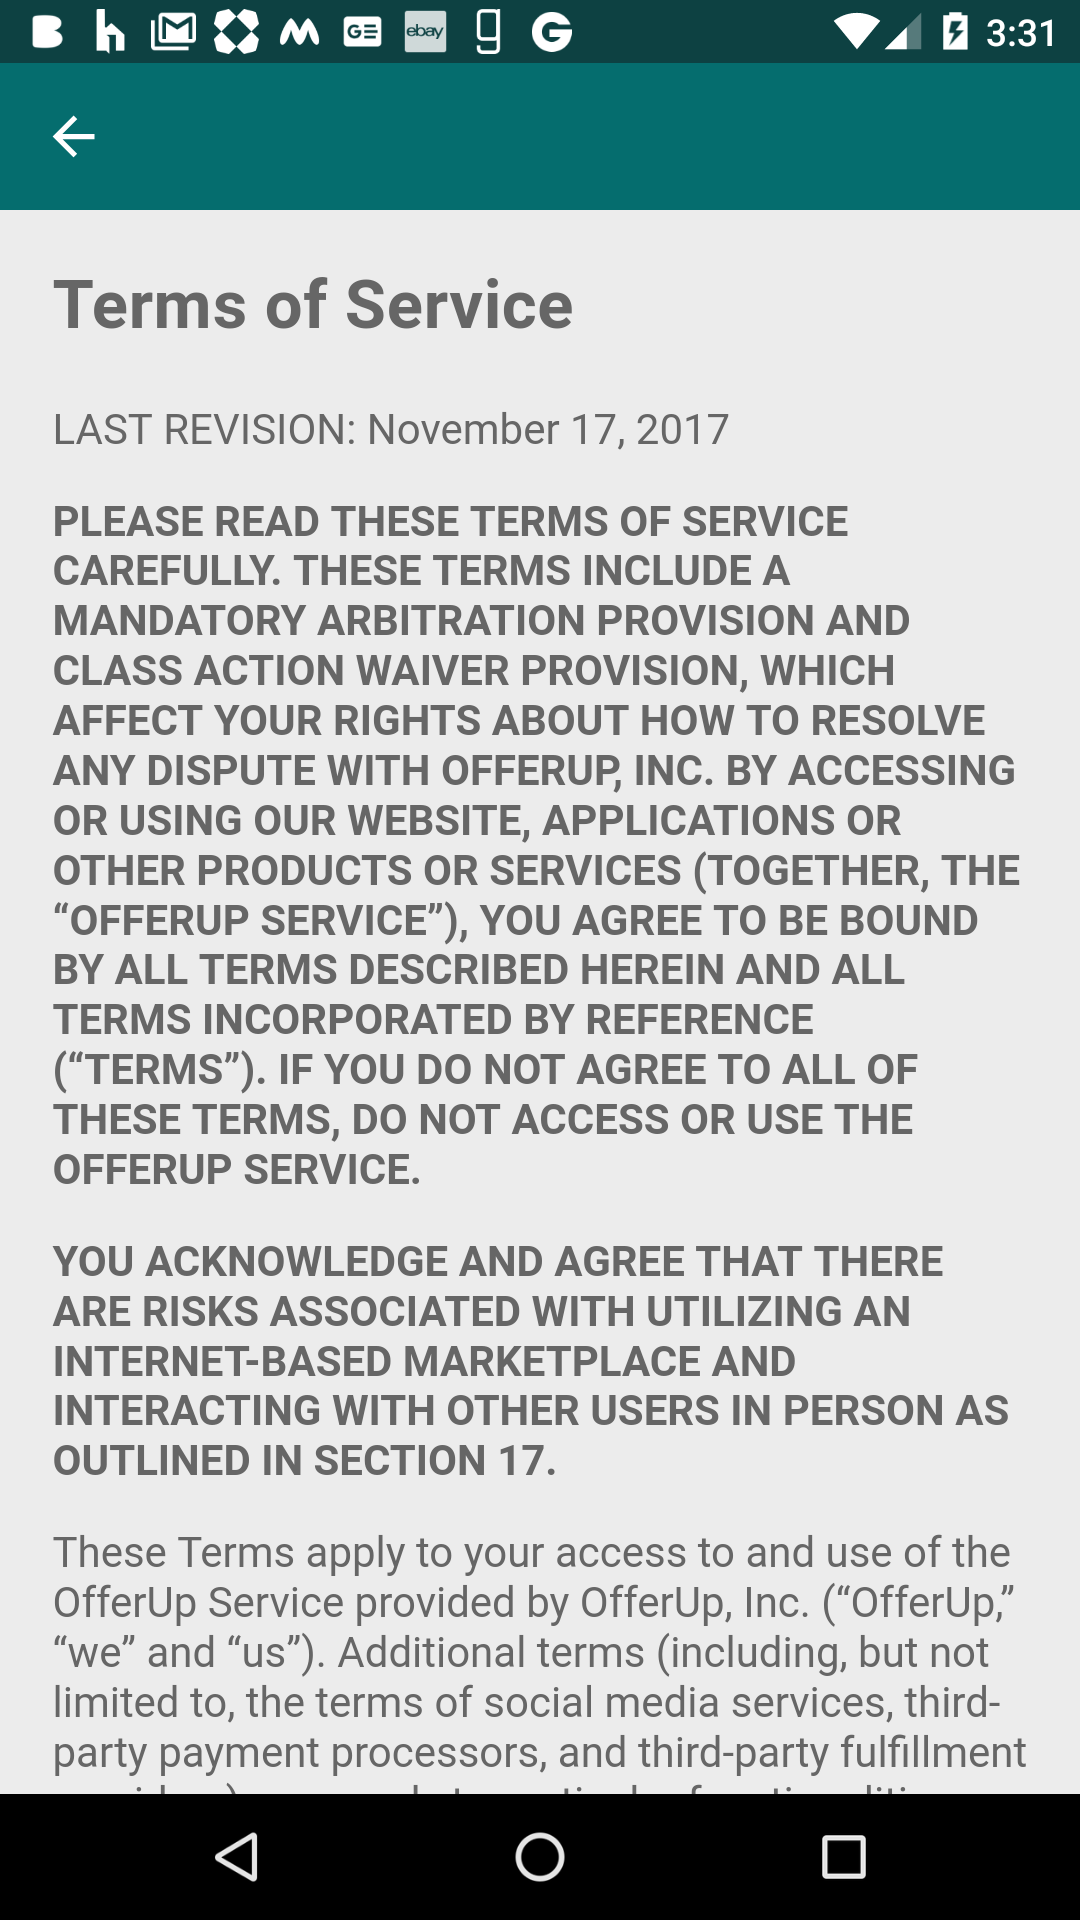 GE
ebay
G
3:31
Terms of Service
LAST REVISION: November 17, 2017
PLEASE READ THESE TERMS OF SERVICE
CAREFULLY. THESE TERMS INCLUDE A
MANDATORY ARBITRATION PROVISION AND
CLASS ACTION WAIVER PROVISION, WHICH
AFFECT YOUR RIGHTS ABOUT HOW TO RESOLVE
ANY DISPUTE WITH OFFERUP, INC. BY ACCESSING
OR USING OUR WEBSITE, APPLICATIONS OR
OTHER PRODUCTS OR SERVICES (TOGETHER, THE
“OFFERUP SERVICE”), YOU AGREE TO BE BOUND
BY ALL TERMS DESCRIBED HEREIN AND ALL
TERMS INCORPORATED BY REFERENCE
(“TERMS”). IF YOU DO NOT AGREE TO ALL OF
THESE TERMS, DO NOT ACCESS OR USE THE
OFFERUP SERVICE.
YOU ACKNOWLEDGE AND AGREE THAT THERE
ARE RISKS ASSOCIATED WITH UTILIZING AN
INTERNET-BASED MARKETPLACE AND
INTERACTING WITH OTHER USERS IN PERSON AS
OUTLINED IN SECTION 17.
These Terms apply to your access to and use of the
OfferUp Service provided by OfferUp, Inc. (“OfferUp,”
“we” and “us”). Additional terms (including, but not
limited to, the terms of social media services, third-
party payment processors, and third-party fulfillment